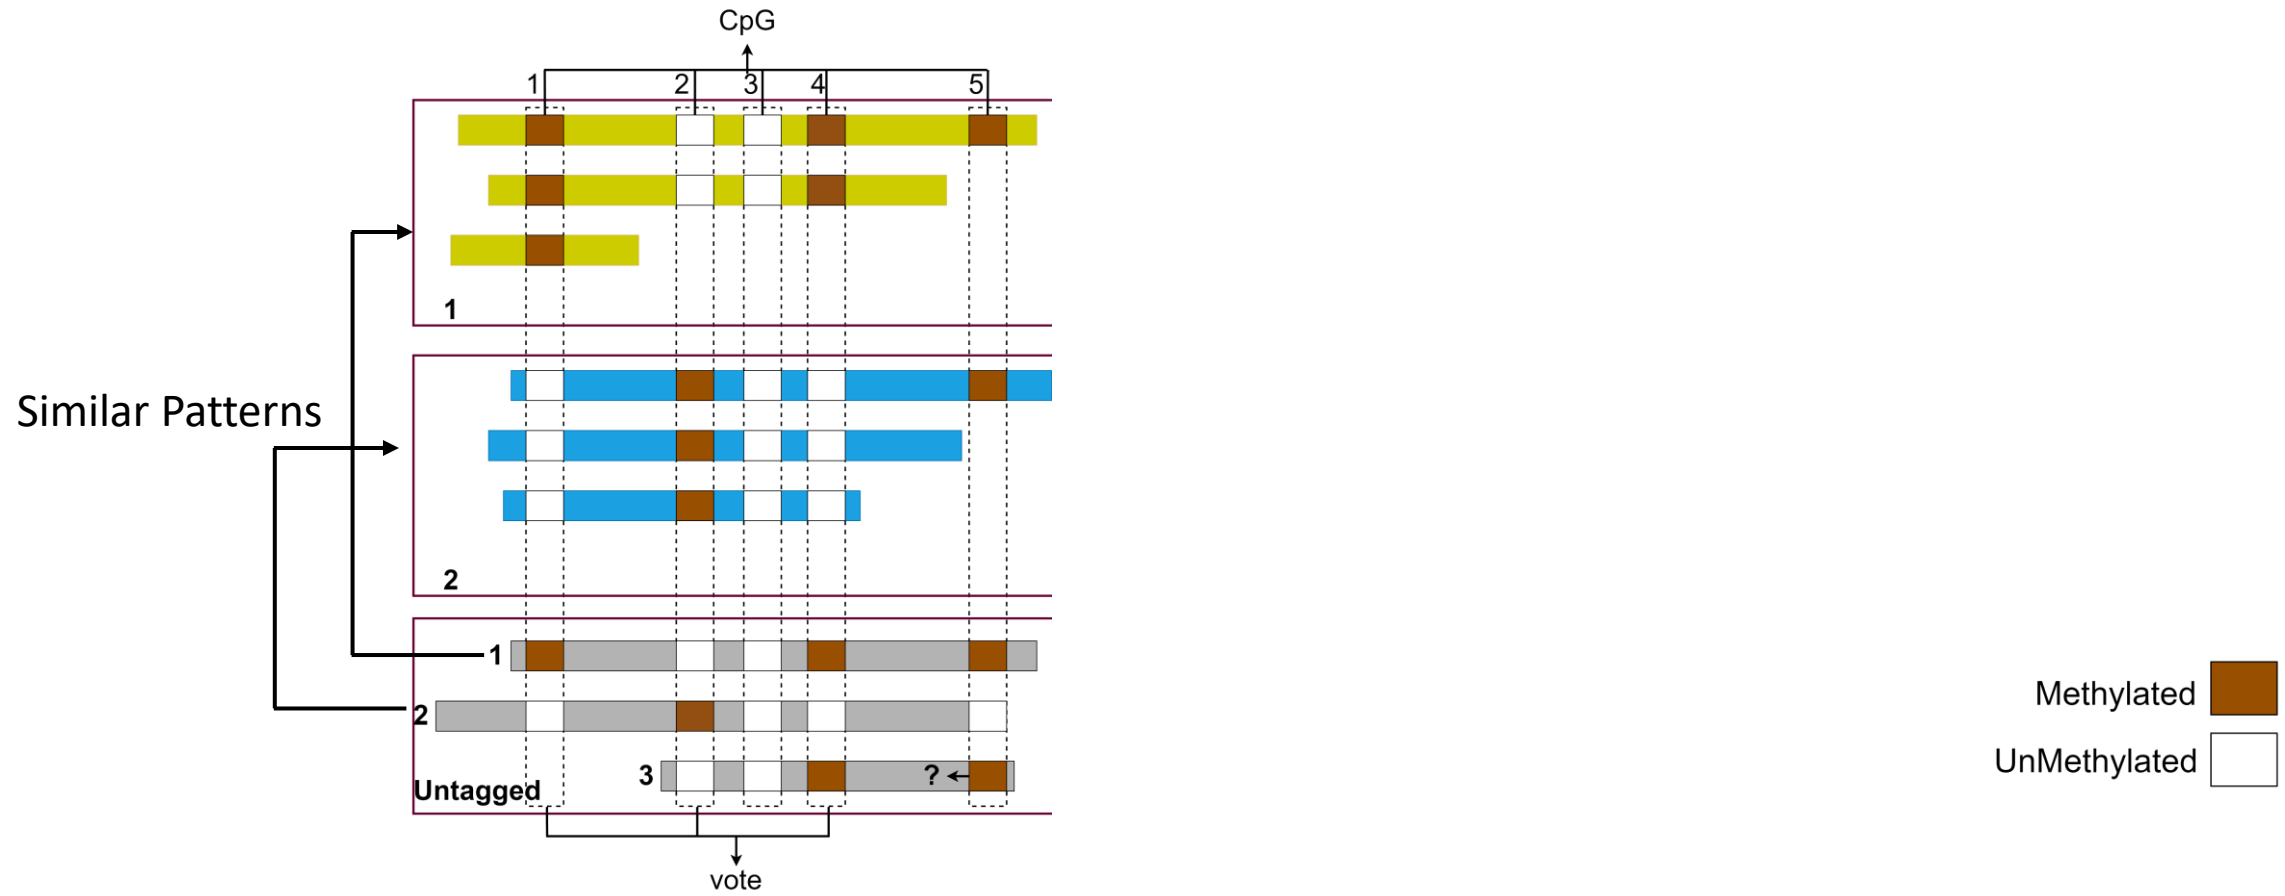 CpG
1 2 3 4 5
1
Similar Patterns
2
1
2
3 ?
Untagged
vote
Methylated
UnMethylated